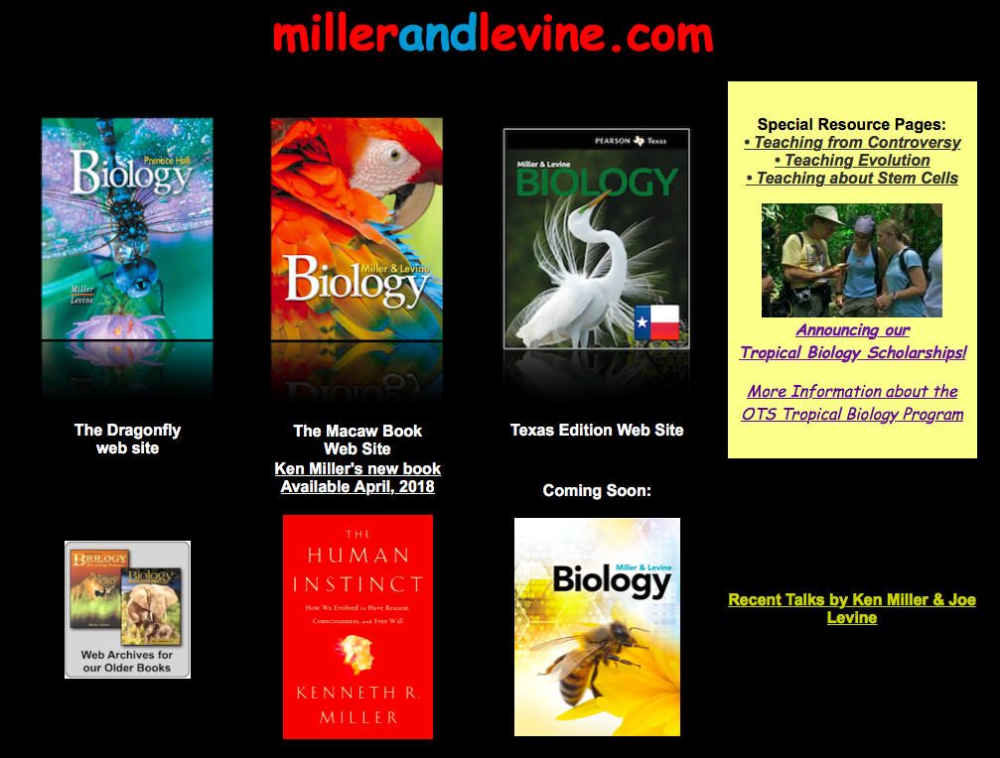 millerandlevine.com
Prentice Hall
Biology
Miller
Levine
Miller & Levine
Biology
PEARSON Texas
Miller & Levine
BIOLOGY
Special Resource Pages:
• Teaching from Controversy
• Teaching Evolution
• Teaching about Stem Cells
Announcing our
Tropical Biology Scholarships!
More Information about the
OTS Tropical Biology Program
The Dragonfly
web site
The Macaw Book
Web Site
Ken Miller's new book
Available April, 2018
Texas Edition Web Site
Coming Soon:
BIOLOGY
Biology
Web Archives for
our Older Books
THE
HUMAN
INSTINCT
How We Evolved to Have Reason,
Consciousness, and Free Will
KENNETH R.
MILLER
Miller & Levine
Biology
Recent Talks by Ken Miller & Joe
Levine